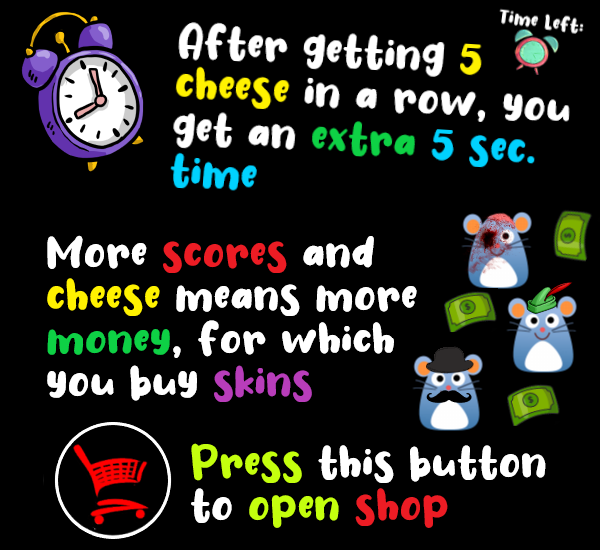 Time Left:
After getting 5
cheese in a row, you
get an extra 5 sec.
time
More scores and
cheese means more
money, for which
you buy skins
Press this button
to open shop